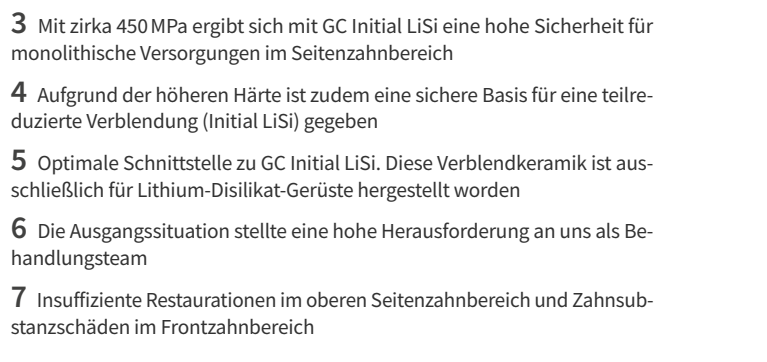 3 Mit zirka 450 MPa ergibt sich mit GC Initial LiSi eine hohe Sicherheit für
monolithische Versorgungen im Seitenzahnbereich
4 Aufgrund der höheren Härte ist zudem eine sichere Basis für eine teilre-
duzierte Verblendung (Initial LiSi) gegeben
5 Optimale Schnittstelle zu GC Initial LiSi. Diese Verblendkeramik ist aus-
schließlich für Lithium-Disilikat-Gerüste hergestellt worden
6 Die Ausgangssituation stellte eine hohe Herausforderung an uns als Be-
handlungsteam
7 Insuffiziente Restaurationen im oberen Seitenzahnbereich und Zahnsub-
stanzschäden im Frontzahnbereich